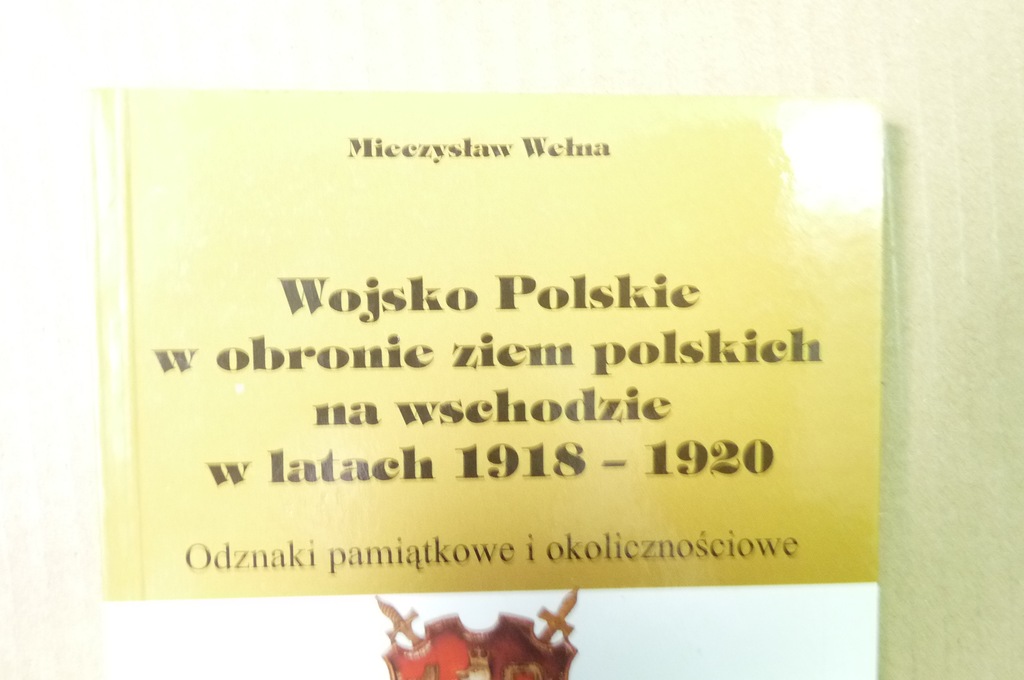 Mieczysław Wełna
Wojsko Polskie
w obronie ziem polskich
na wschodzie
w latach 1918 - 1920
Odznaki pamiątkowe i okolicznościowe